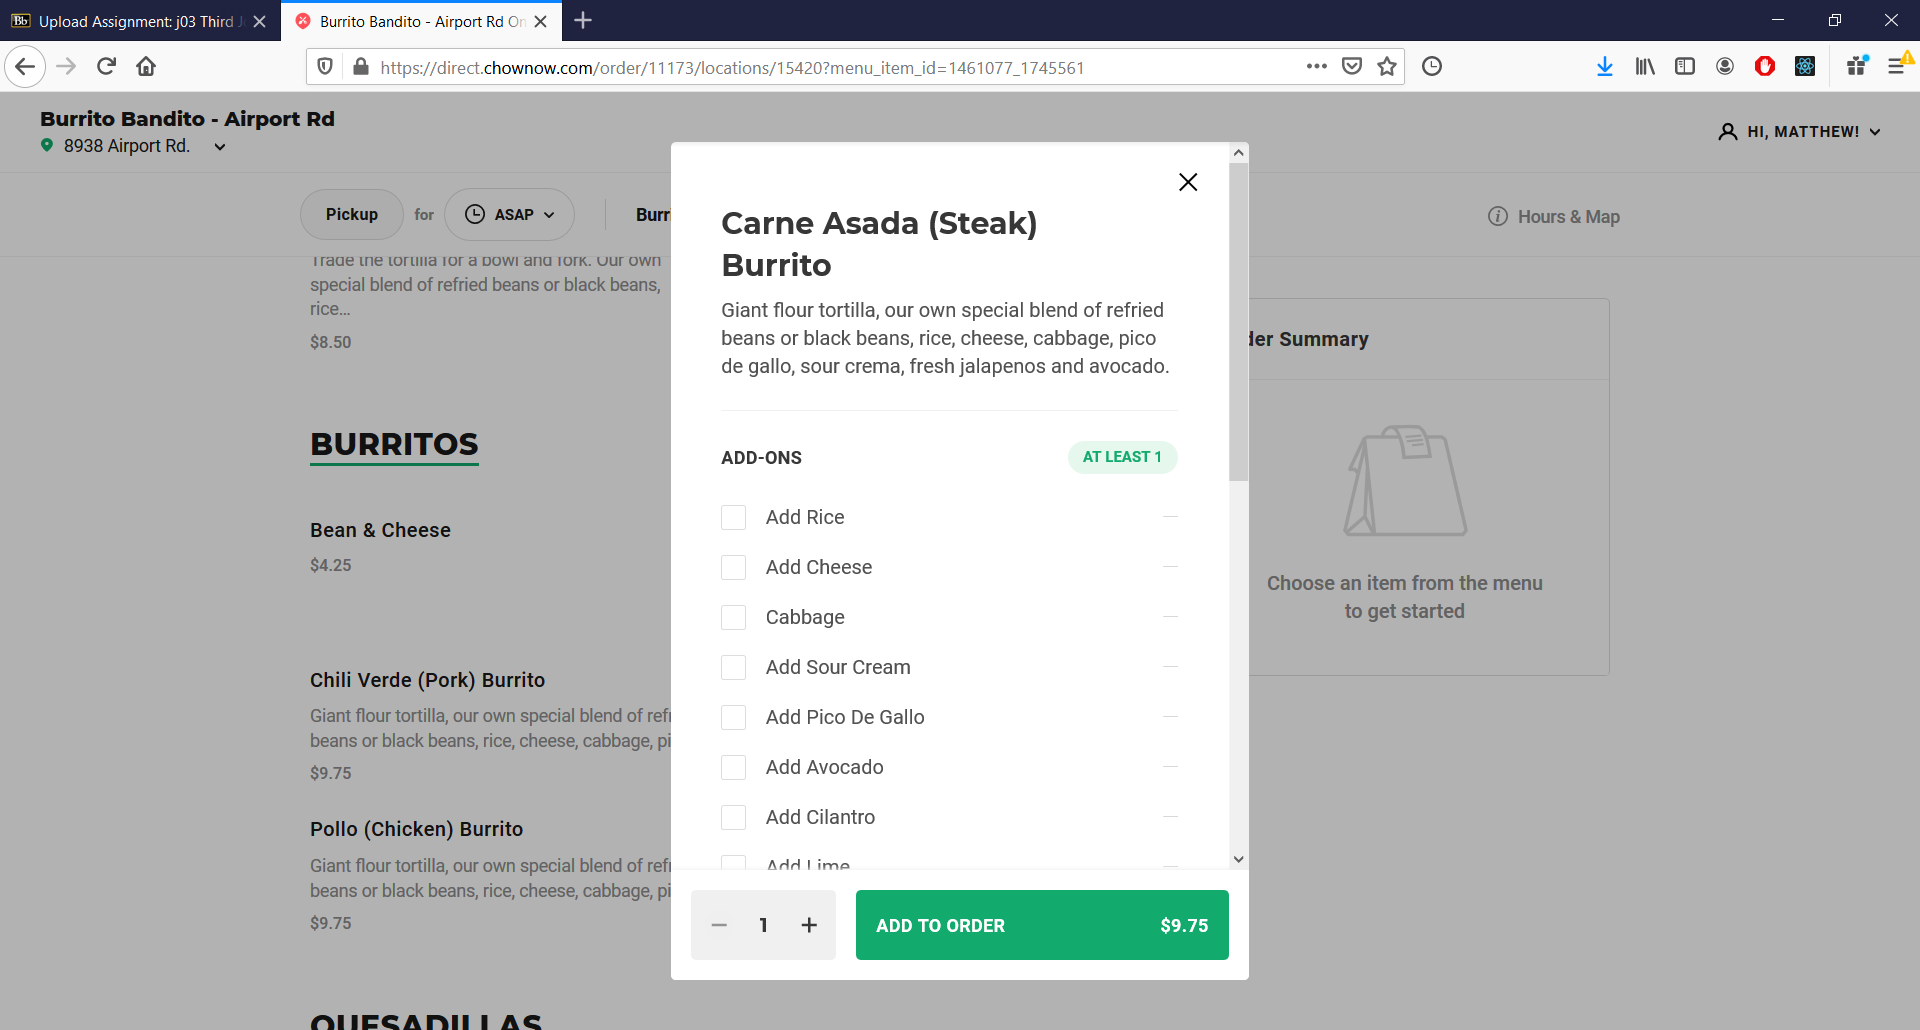 Upload Assignment: j03 Third J
Burrito Bandito - Airport Rd On
https://direct.chownow.com/order/11173/locations/15420?menu_item_id=1461077_1745561
Burrito Bandito - Airport Rd
8938 Airport Rd.
HI, MATTHEW!
Pickup for ASAP
Burri
Hours & Map
Trade the tortilla for a bowl and fork. Our own
special blend of refried beans or black beans,
rice...
$8.50
BURRITOS
Bean & Cheese
$4.25
Chili Verde (Pork) Burrito
Giant flour tortilla, our own special blend of refr
beans or black beans, rice, cheese, cabbage, pi
$9.75
Pollo (Chicken) Burrito
Giant flour tortilla, our own special blend of refr
beans or black beans, rice, cheese, cabbage, pi
$9.75
QUESADILLAS
Carne Asada (Steak)
Burrito
Giant flour tortilla, our own special blend of refried
beans or black beans, rice, cheese, cabbage, pico
de gallo, sour crema, fresh jalapenos and avocado.
ADD-ONS
AT LEAST 1
Add Rice
Add Cheese
Cabbage
Add Sour Cream
Add Pico De Gallo
Add Avocado
Add Cilantro
Add Lime
1
ADD TO ORDER $9.75
der Summary
Choose an item from the menu
to get started